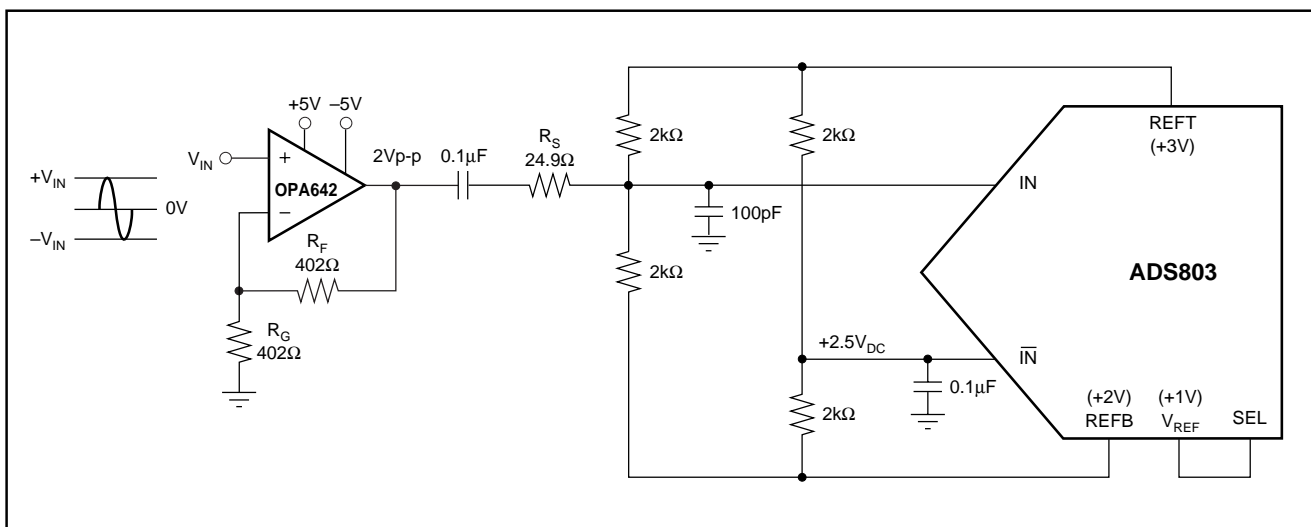 +5V
–5V
V_IN
+
–
OPA642
+V_IN
0V
–V_IN
2Vp-p
0.1µF
R_S
24.9Ω
R_F
402Ω
R_G
402Ω
2kΩ
2kΩ
100pF
2kΩ
2kΩ
+2.5V_DC
0.1µF
REFT
(+3V)
IN
ADS803
I̅N̅
(+2V)
REFB
(+1V)
V_REF
SEL